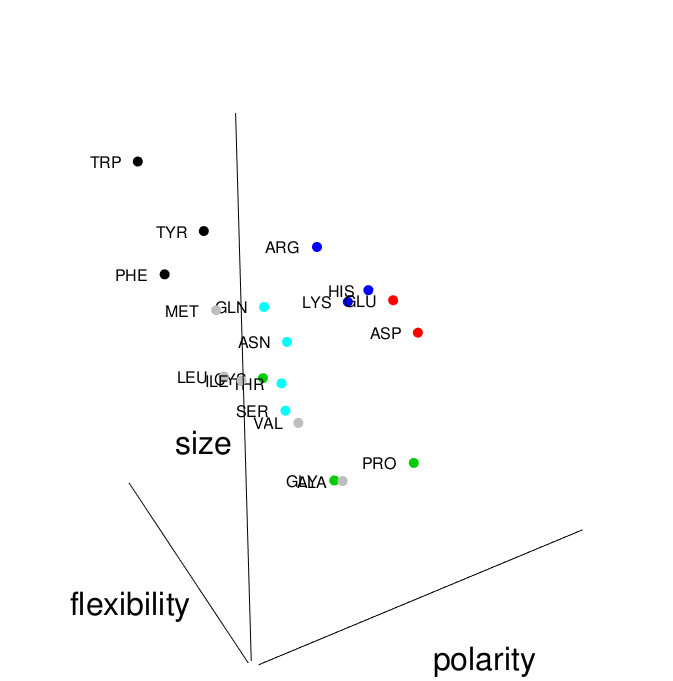 TRP
TYR
ARG
PHE
HIS
LYS
GLU
GLN
MET
ASP
ASN
LEU
ILE
CYS
THR
SER
VAL
size
PRO
GLY
ALA
flexibility
polarity